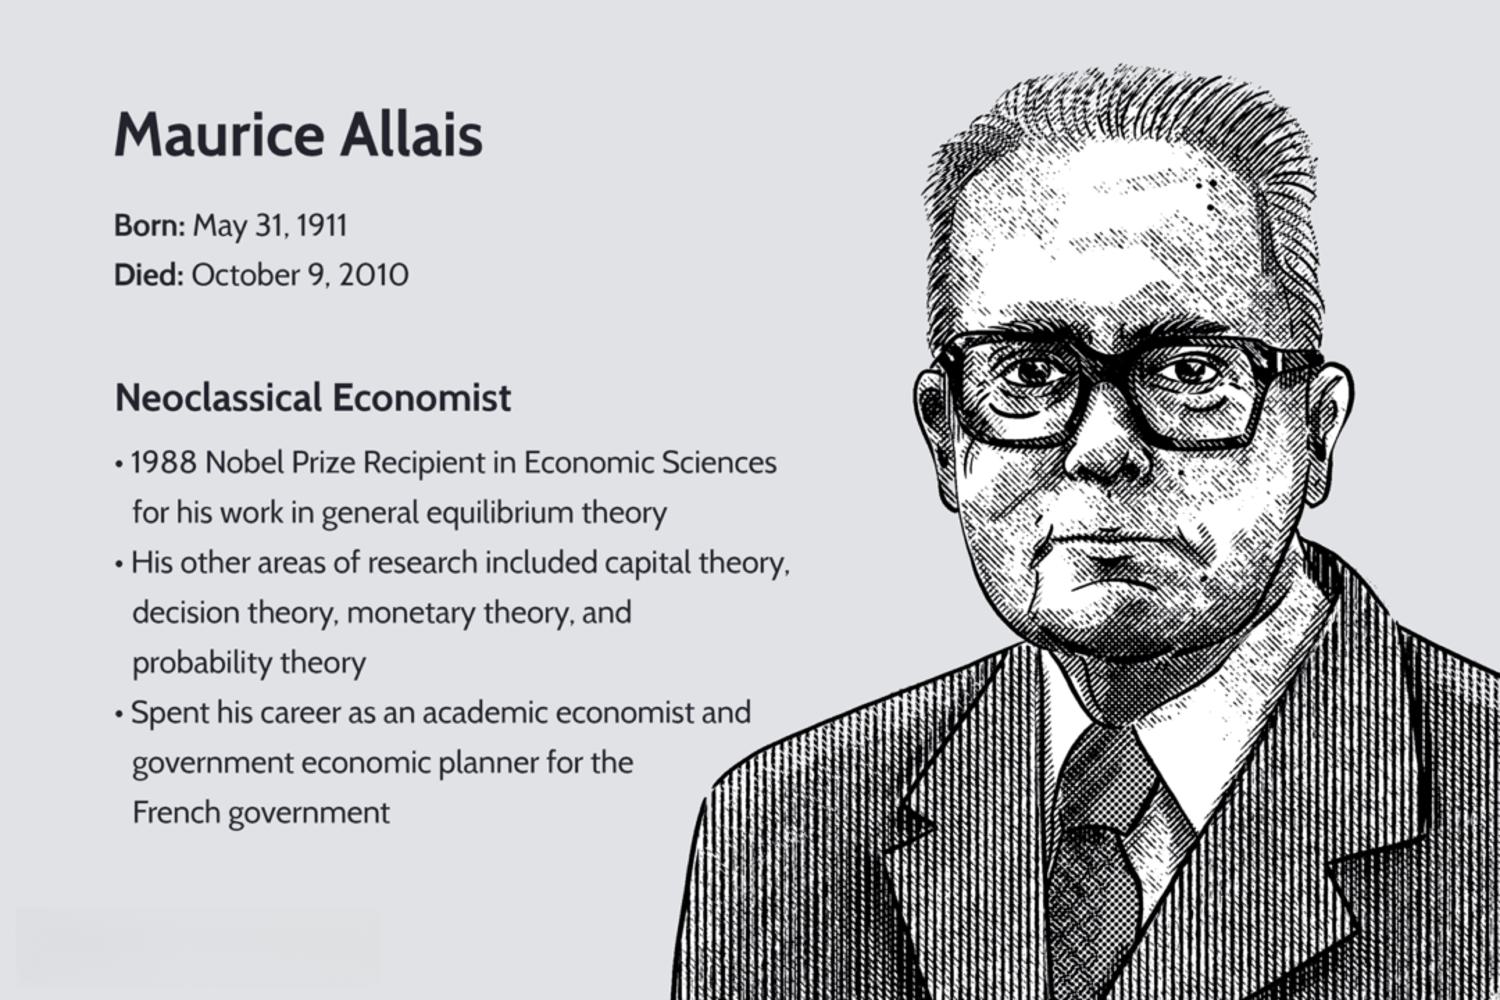 Maurice Allais
Born: May 31, 1911
Died: October 9, 2010
Neoclassical Economist
• 1988 Nobel Prize Recipient in Economic Sciences
for his work in general equilibrium theory
• His other areas of research included capital theory,
decision theory, monetary theory, and
probability theory
• Spent his career as an academic economist and
government economic planner for the
French government